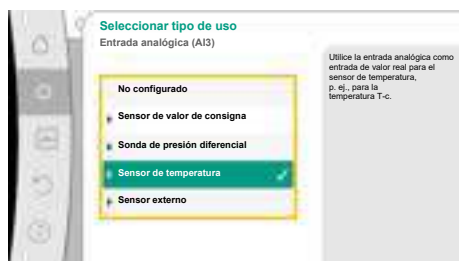 Seleccionar tipo de uso
Entrada analógica (AI3)
No configurado
Sensor de valor de consigna
Sonda de presión diferencial
Sensor de temperatura
Sensor externo
Utilice la entrada analógica como
entrada de valor real para el
sensor de temperatura,
p. ej., para la
temperatura T-c.